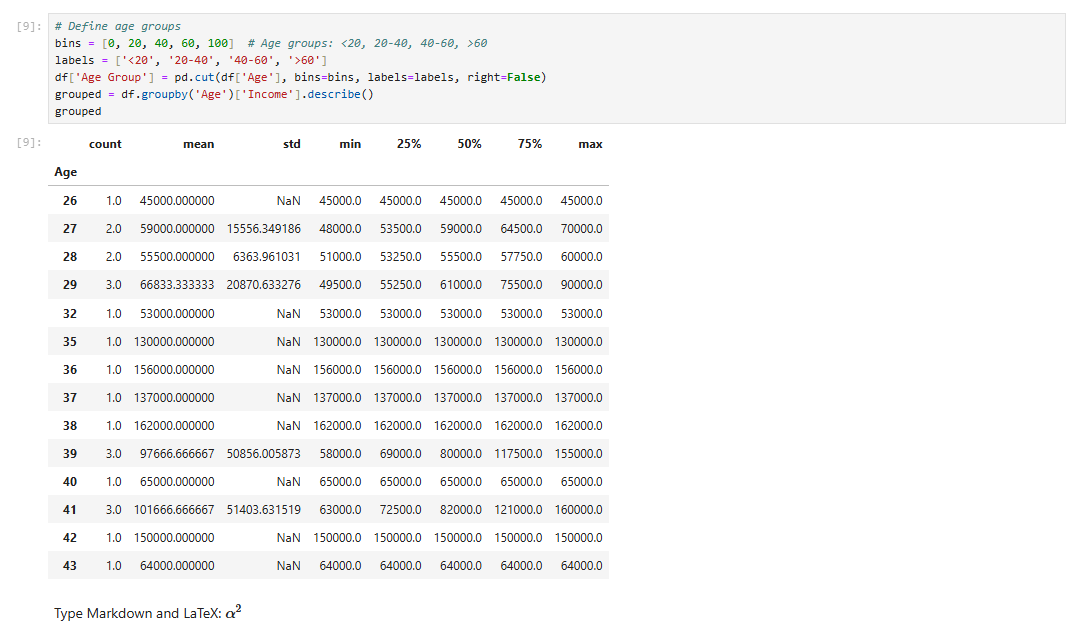 [9]: # Define age groups
bins = [0, 20, 40, 60, 100]  # Age groups: <20, 20-40, 40-60, >60
labels = ['<20', '20-40', '40-60', '>60']
df['Age Group'] = pd.cut(df['Age'], bins=bins, labels=labels, right=False)
grouped = df.groupby('Age')['Income'].describe()
grouped
[9]: count mean std min 25% 50% 75% max
Age
26 1.0 45000.000000 NaN 45000.0 45000.0 45000.0 45000.0 45000.0
27 2.0 59000.000000 15556.349186 48000.0 53500.0 59000.0 64500.0 70000.0
28 2.0 55500.000000 6363.961031 51000.0 53250.0 55500.0 57750.0 60000.0
29 3.0 66833.333333 20870.633276 49500.0 55250.0 61000.0 75500.0 90000.0
32 1.0 53000.000000 NaN 53000.0 53000.0 53000.0 53000.0 53000.0
35 1.0 130000.000000 NaN 130000.0 130000.0 130000.0 130000.0 130000.0
36 1.0 156000.000000 NaN 156000.0 156000.0 156000.0 156000.0 156000.0
37 1.0 137000.000000 NaN 137000.0 137000.0 137000.0 137000.0 137000.0
38 1.0 162000.000000 NaN 162000.0 162000.0 162000.0 162000.0 162000.0
39 3.0 97666.666667 50856.005873 58000.0 69000.0 80000.0 117500.0 155000.0
40 1.0 65000.000000 NaN 65000.0 65000.0 65000.0 65000.0 65000.0
41 3.0 101666.666667 51403.631519 63000.0 72500.0 82000.0 121000.0 160000.0
42 1.0 150000.000000 NaN 150000.0 150000.0 150000.0 150000.0 150000.0
43 1.0 64000.000000 NaN 64000.0 64000.0 64000.0 64000.0 64000.0
Type Markdown and LaTeX: α²